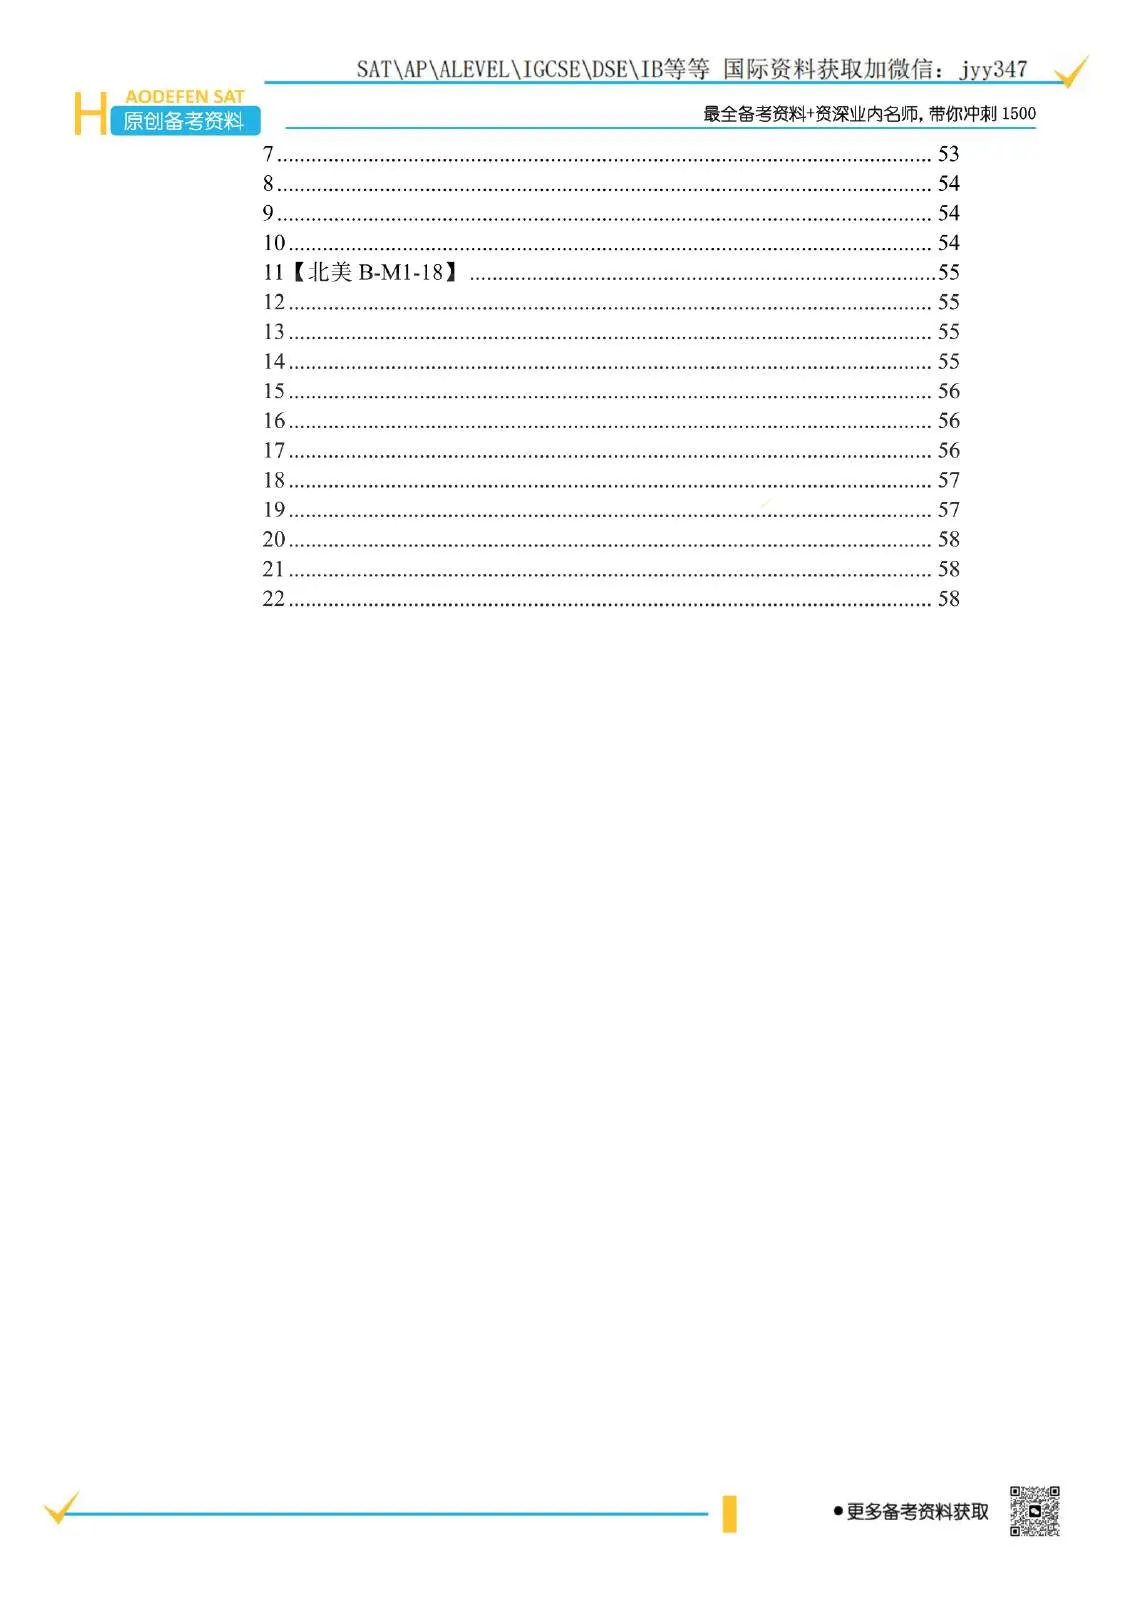 SAT\AP\ALEVEL\IGCSE\DSE\IB等等 国际资料获取加微信：jyy347
AODEFEN SAT
原创备考资料
最全备考资料+资深业内名师，带你冲刺 1500
7........................................ 53
8........................................ 54
9........................................ 54
10........................................ 54
11【北美 B-M1-18】........................................55
12........................................ 55
13........................................ 55
14........................................ 55
15........................................ 56
16........................................ 56
17........................................ 56
18........................................ 57
19........................................ 57
20........................................ 58
21........................................ 58
22........................................ 58
●更多备考资料获取